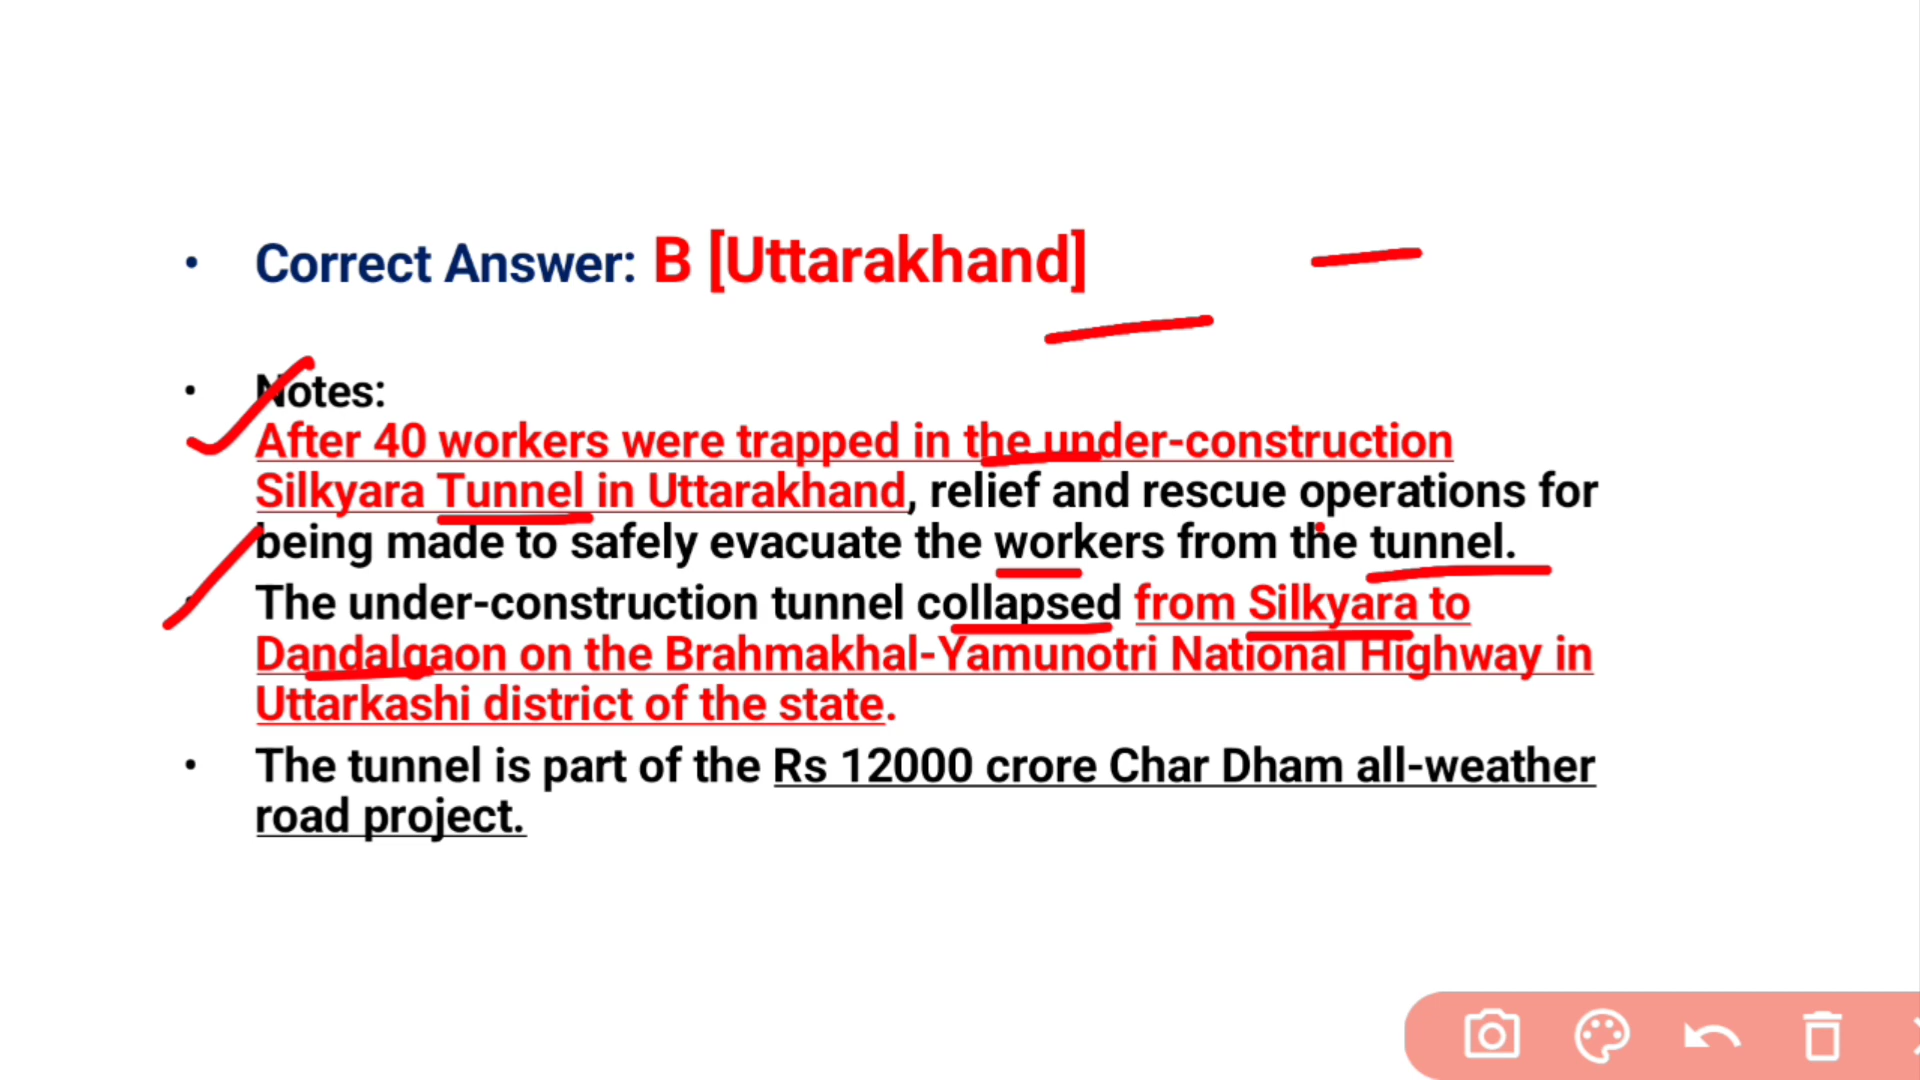 • Correct Answer: B [Uttarakhand]
• Notes:
After 40 workers were trapped in the under-construction
Silkyara Tunnel in Uttarakhand, relief and rescue operations for
being made to safely evacuate the workers from the tunnel.
• The under-construction tunnel collapsed from Silkyara to
Dandalgaon on the Brahmakhal-Yamunotri National Highway in
Uttarkashi district of the state.
• The tunnel is part of the Rs 12000 crore Char Dham all-weather
road project.